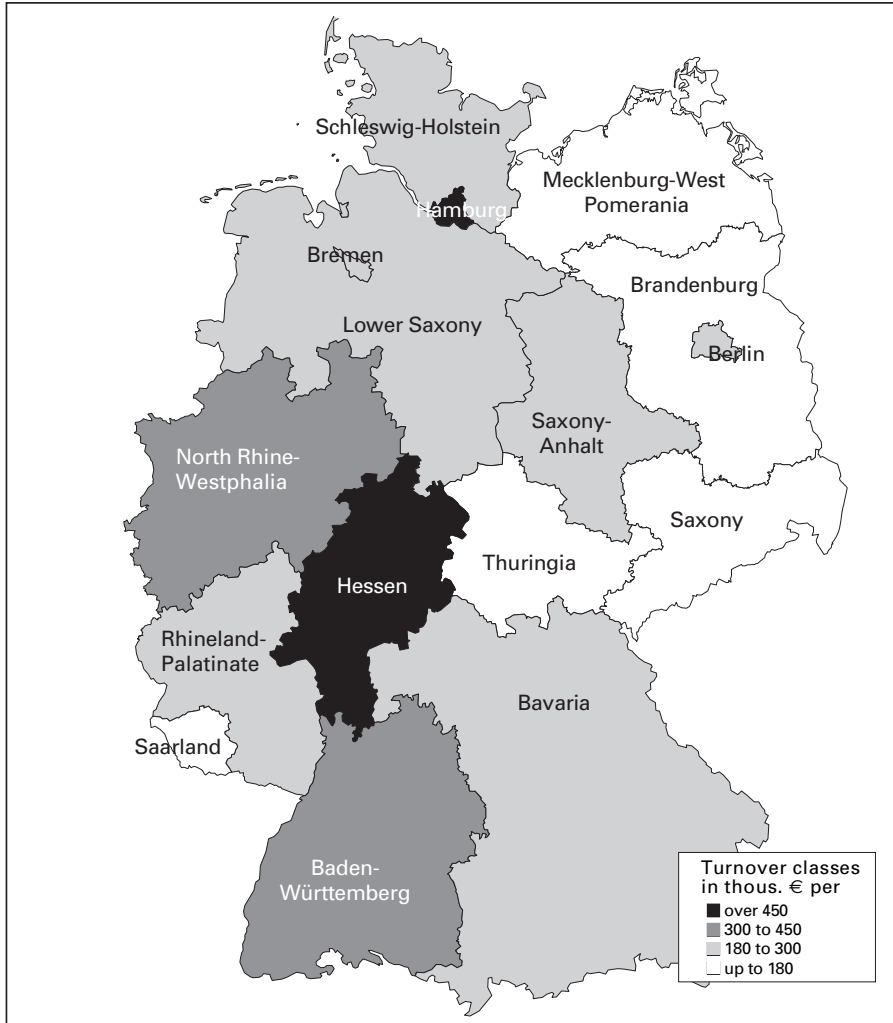 Schleswig-Holstein
Mecklenburg-West
Pomerania
Hamburg
Bremen
Brandenburg
Lower Saxony
Berlin
Saxony-
Anhalt
North Rhine-
Westphalia
Saxony
Thuringia
Hessen
Rhineland-
Palatinate
Bavaria
Saarland
Baden-
Württemberg
Turnover classes
in thous. € per
over 450
300 to 450
180 to 300
up to 180